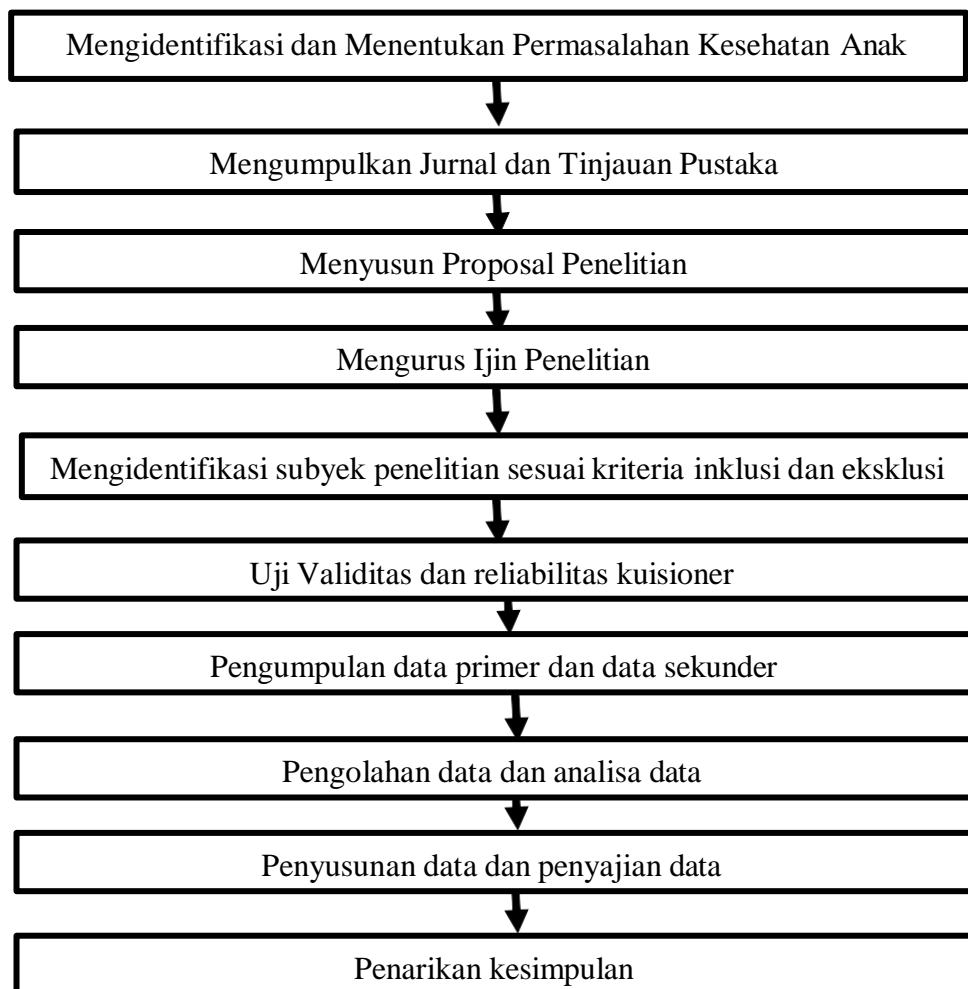 Mengidentifikasi dan Menentukan Permasalahan Kesehatan Anak
Mengumpulkan Jurnal dan Tinjauan Pustaka
Menyusun Proposal Penelitian
Mengurus Ijin Penelitian
Mengidentifikasi subyek penelitian sesuai kriteria inklusi dan eksklusi
Uji Validitas dan reliabilitas kuisioner
Pengumpulan data primer dan data sekunder
Pengolahan data dan analisa data
Penyusunan data dan penyajian data
Penarikan kesimpulan